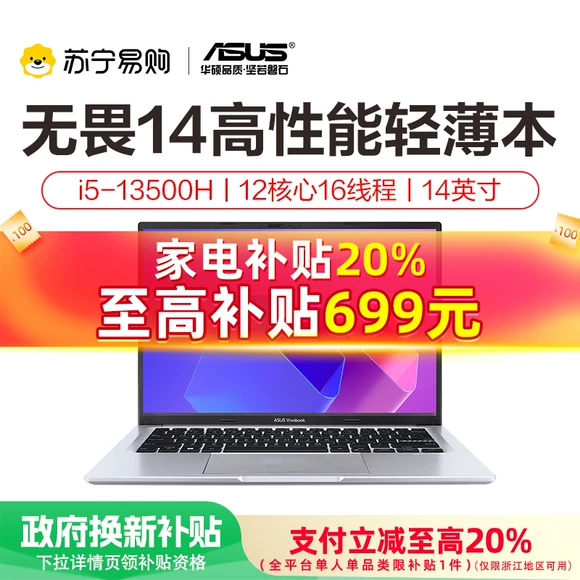 苏宁易购
ASUS®
华硕品质·坚若磐石
无畏14高性能轻薄本
i5-13500H | 12核心16线程 | 14英寸
100
100
家电补贴20%
至高补贴699元
ASUS Vivobook
政府换新补贴
下拉详情页领补贴资格
支付立减至高20%
(全平台单人单品类限补贴1件)(仅限浙江地区可用)